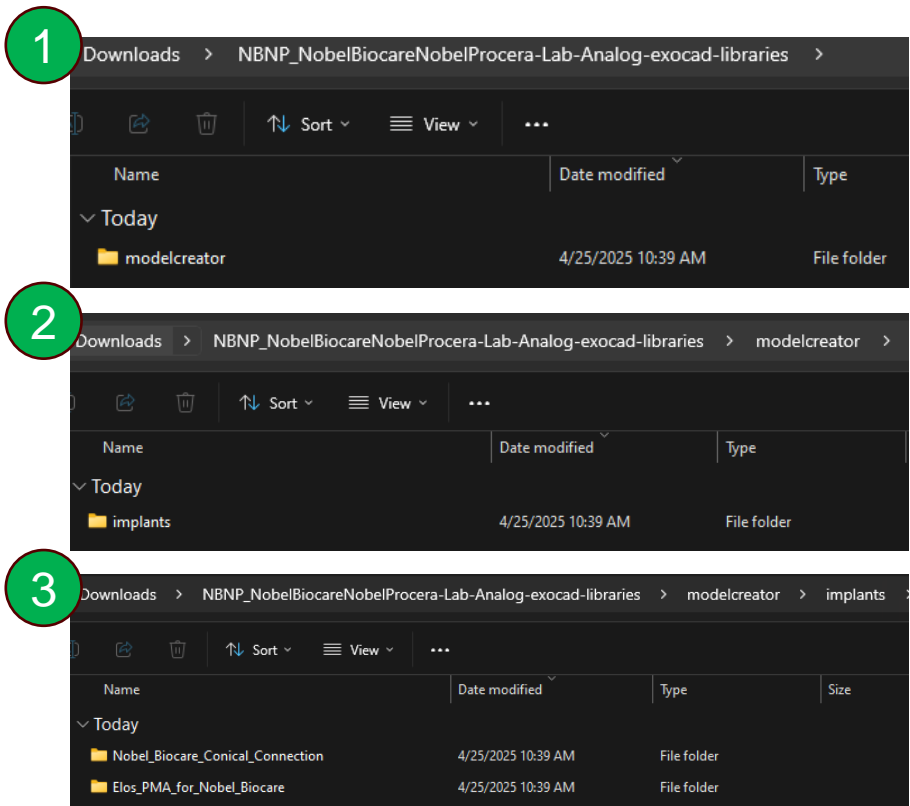 1
Downloads > NBNP_NobelBiocareNobelProcera-Lab-Analog-exocad-libraries >
Sort View ...
Name Date modified Type
Today
modelcreator 4/25/2025 10:39 AM File folder
2
Downloads > NBNP_NobelBiocareNobelProcera-Lab-Analog-exocad-libraries > modelcreator >
Sort View ...
Name Date modified Type
Today
implants 4/25/2025 10:39 AM File folder
3
Downloads > NBNP_NobelBiocareNobelProcera-Lab-Analog-exocad-libraries > modelcreator > implants >
Sort View ...
Name Date modified Type Size
Today
Nobel_Biocare_Conical_Connection 4/25/2025 10:39 AM File folder
Elos_PMA_for_Nobel_Biocare 4/25/2025 10:39 AM File folder